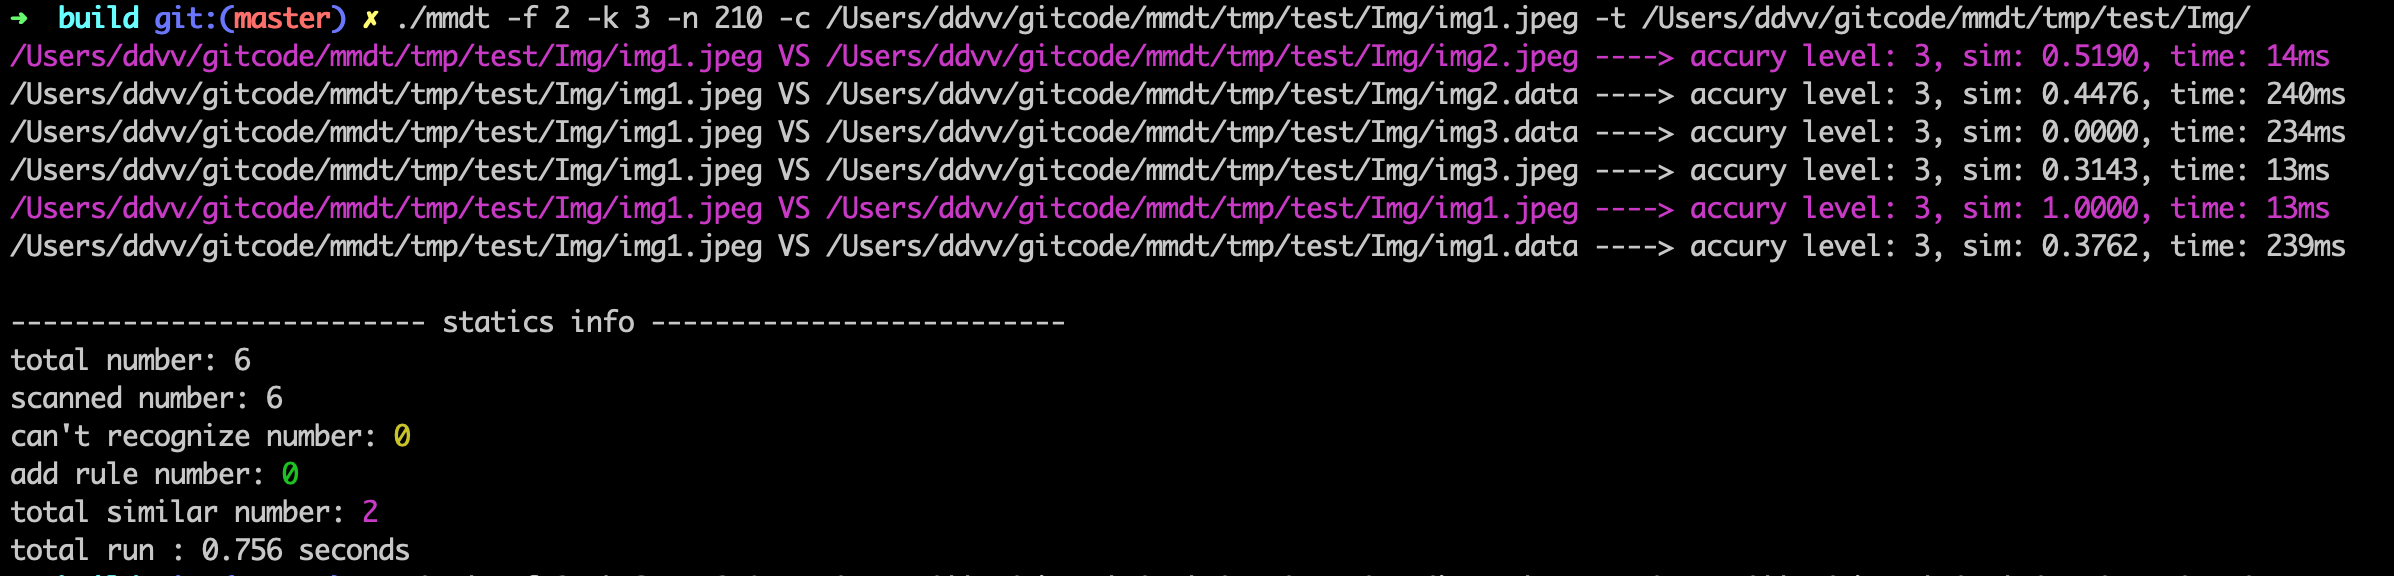 ➜  build git:(master) ✗ ./mmdt -f 2 -k 3 -n 210 -c /Users/ddvv/gitcode/mmdt/tmp/test/Img/img1.jpeg -t /Users/ddvv/gitcode/mmdt/tmp/test/Img/
/Users/ddvv/gitcode/mmdt/tmp/test/Img/img1.jpeg VS /Users/ddvv/gitcode/mmdt/tmp/test/Img/img2.jpeg ----> accury level: 3, sim: 0.5190, time: 14ms
/Users/ddvv/gitcode/mmdt/tmp/test/Img/img1.jpeg VS /Users/ddvv/gitcode/mmdt/tmp/test/Img/img2.data ----> accury level: 3, sim: 0.4476, time: 240ms
/Users/ddvv/gitcode/mmdt/tmp/test/Img/img1.jpeg VS /Users/ddvv/gitcode/mmdt/tmp/test/Img/img3.data ----> accury level: 3, sim: 0.0000, time: 234ms
/Users/ddvv/gitcode/mmdt/tmp/test/Img/img1.jpeg VS /Users/ddvv/gitcode/mmdt/tmp/test/Img/img3.jpeg ----> accury level: 3, sim: 0.3143, time: 13ms
/Users/ddvv/gitcode/mmdt/tmp/test/Img/img1.jpeg VS /Users/ddvv/gitcode/mmdt/tmp/test/Img/img1.jpeg ----> accury level: 3, sim: 1.0000, time: 13ms
/Users/ddvv/gitcode/mmdt/tmp/test/Img/img1.jpeg VS /Users/ddvv/gitcode/mmdt/tmp/test/Img/img1.data ----> accury level: 3, sim: 0.3762, time: 239ms
-------------------------- statics info --------------------------
total number: 6
scanned number: 6
can't recognize number: 0
add rule number: 0
total similar number: 2
total run : 0.756 seconds